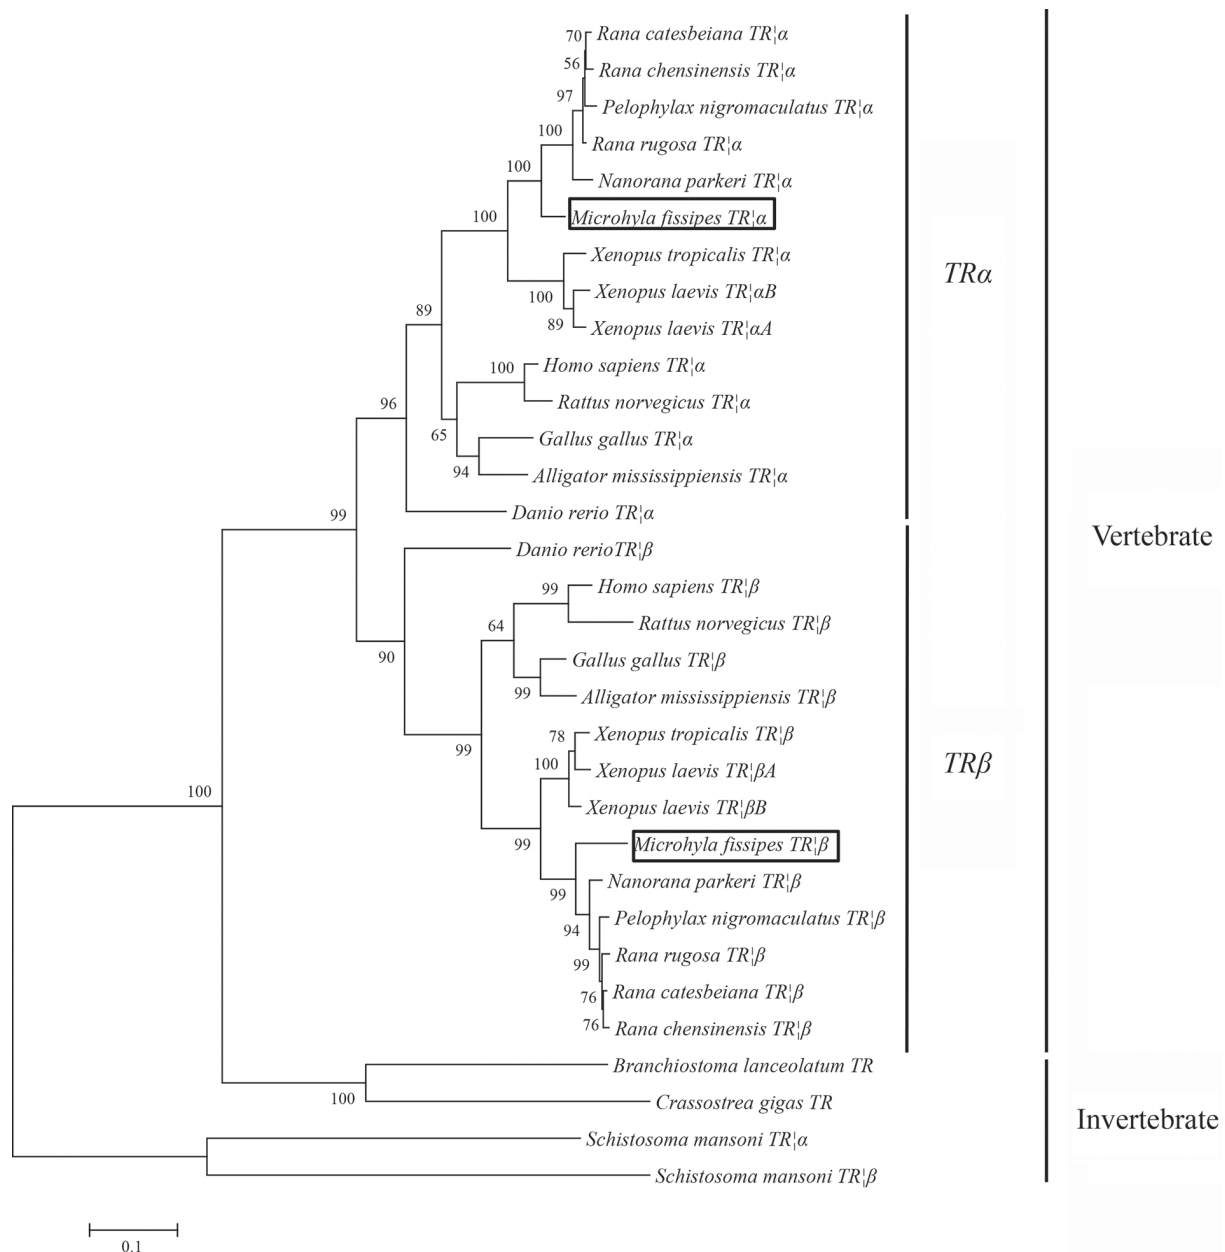 70
Rana catesbeiana TR¦α
56
Rana chensinensis TR¦α
97
Pelophylax nigromaculatus TR¦α
100
Rana rugosa TR¦α
100
Nanorana parkeri TR¦α
100
Microhyla fissipes TR¦α
Xenopus tropicalis TR¦α
TRα
100
Xenopus laevis TR¦αB
89
89
Xenopus laevis TR¦αA
100
Homo sapiens TR¦α
96
Rattus norvegicus TR¦α
65
Gallus gallus TR¦α
94
Alligator mississippiensis TR¦α
99
Danio rerio TR¦α
Vertebrate
Danio rerioTR¦β
99
Homo sapiens TR¦β
64
Rattus norvegicus TR¦β
90
Gallus gallus TR¦β
99
Alligator mississippiensis TR¦β
99
78
Xenopus tropicalis TR¦β
100
Xenopus laevis TR¦βA
TRβ
100
Xenopus laevis TR¦βB
99
Microhyla fissipes TR¦β
99
Nanorana parkeri TR¦β
94
Pelophylax nigromaculatus TR¦β
99
Rana rugosa TR¦β
76
Rana catesbeiana TR¦β
76
Rana chensinensis TR¦β
Branchiostoma lanceolatum TR
100
Crassostrea gigas TR
Invertebrate
Schistosoma mansoni TR¦α
Schistosoma mansoni TR¦β
0.1